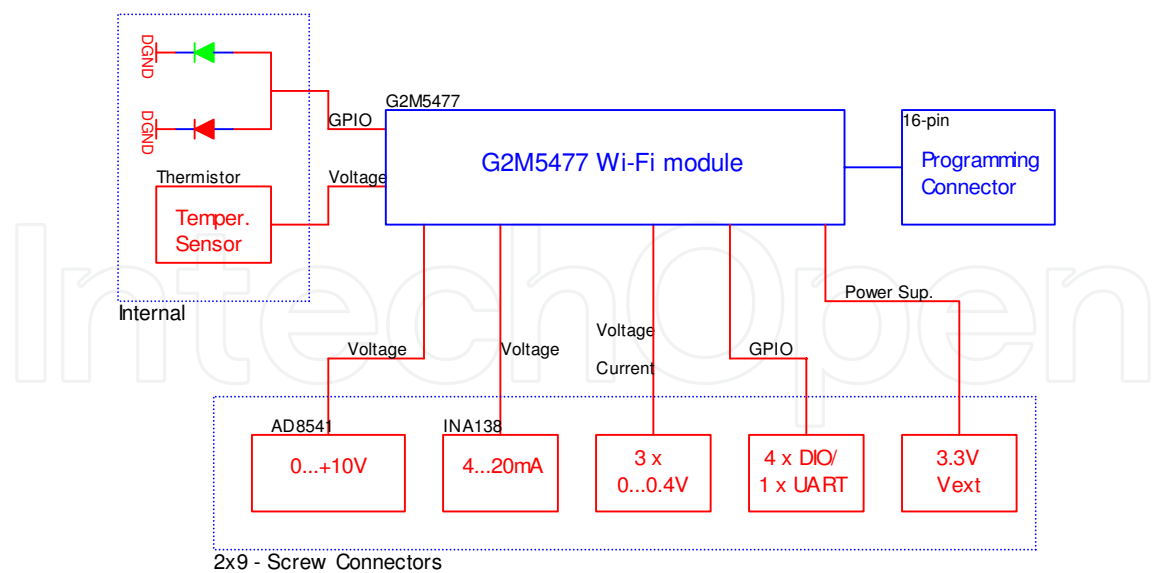 DGND
DGND
GPIO
G2M5477
G2M5477 Wi-Fi module
16-pin
Programming
Connector
Thermistor
Temper.
Sensor
Voltage
Internal
Power Sup.
Voltage
Voltage
Voltage
Current
GPIO
AD8541
0...+10V
INA138
4...20mA
3 x
0...0.4V
4 x DIO/
1 x UART
3.3V
Vext
2x9 - Screw Connectors
IntechOpen